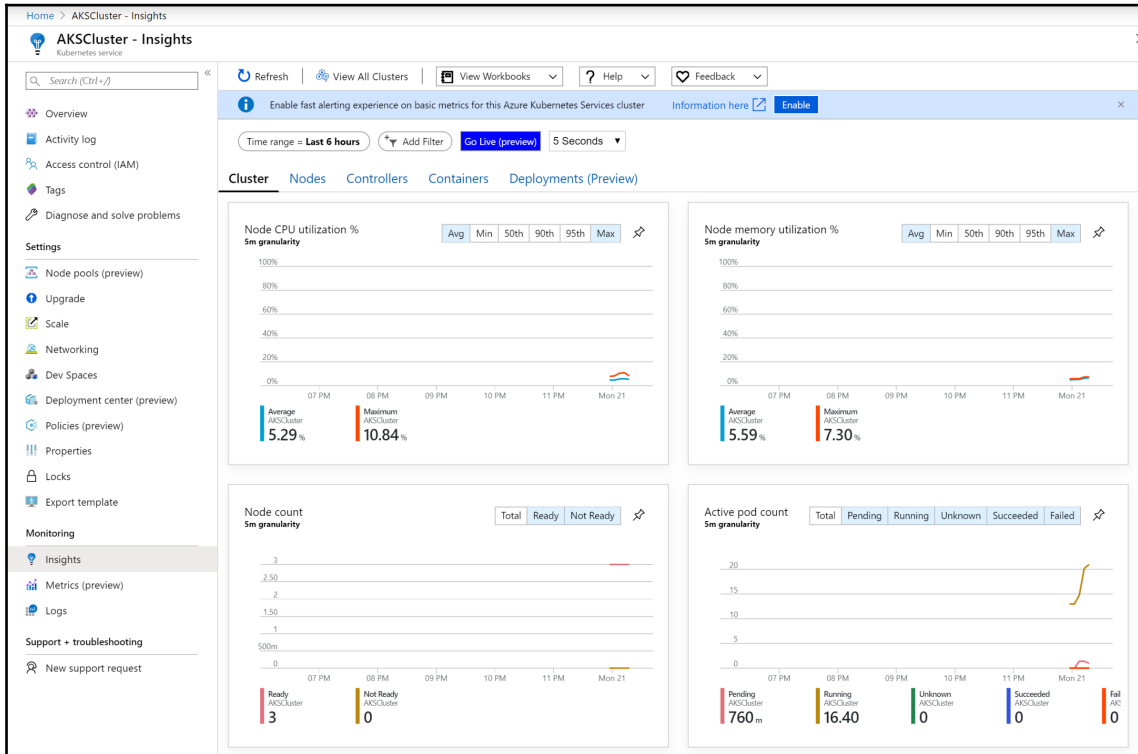 Home > AKSCluster - Insights
AKSCluster - Insights
Kubernetes service
Search (Ctrl+/)
«
Overview
Activity log
Access control (IAM)
Tags
Diagnose and solve problems
Settings
Node pools (preview)
Upgrade
Scale
Networking
Dev Spaces
Deployment center (preview)
Policies (preview)
Properties
Locks
Export template
Monitoring
Insights
Metrics (preview)
Logs
Support + troubleshooting
New support request
Refresh View All Clusters View Workbooks ? Help Feedback
Enable fast alerting experience on basic metrics for this Azure Kubernetes Services cluster Information here Enable ×
Time range = Last 6 hours Add Filter Go Live (preview) 5 Seconds
Cluster Nodes Controllers Containers Deployments (Preview)
Node CPU utilization %
5m granularity
Avg Min 50th 90th 95th Max
100%
80%
60%
40%
20%
0%
07 PM 08 PM 09 PM 10 PM 11 PM Mon 21
Average Maximum
AKSCluster AKSCluster
5.29 % 10.84 %
Node memory utilization %
5m granularity
Avg Min 50th 90th 95th Max
100%
80%
60%
40%
20%
0%
07 PM 08 PM 09 PM 10 PM 11 PM Mon 21
Average Maximum
AKSCluster AKSCluster
5.59 % 7.30 %
Node count
5m granularity
Total Ready Not Ready
3
2.50
2
1.50
1
500m
0
07 PM 08 PM 09 PM 10 PM 11 PM Mon 21
Ready Not Ready
AKSCluster AKSCluster
3 0
Active pod count
5m granularity
Total Pending Running Unknown Succeeded Failed
20
15
10
5
0
07 PM 08 PM 09 PM 10 PM 11 PM Mon 21
Pending Running Unknown Succeeded Fail
AKSCluster AKSCluster AKSCluster AKSCluster AKS
760 m 16.40 0 0 0